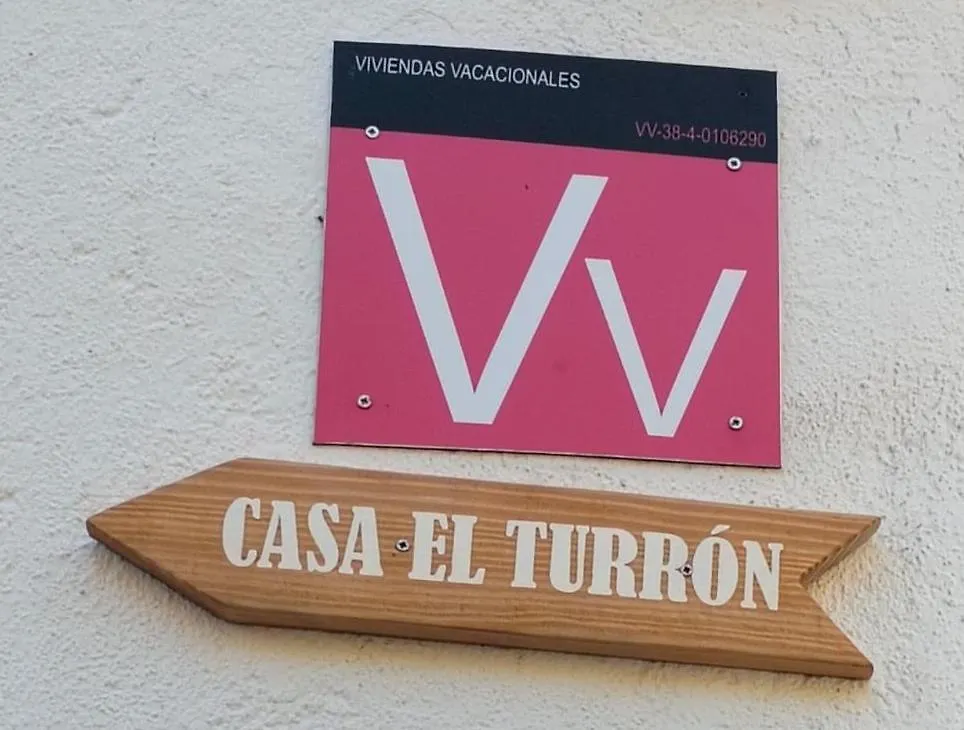 VIVIENDAS VACACIONALES
VV-38-4-0106290
VV
CASA EL TURRÓN